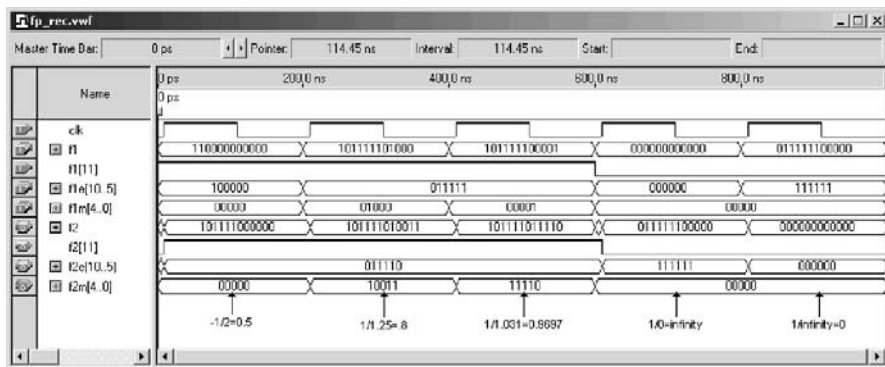 fp_rec.vwf
Master Time Bar: 0 ps Pointer: 114.45 ns Interval: 114.45 ns Start: End:
Name 0 ps 200,0 ns 400,0 ns 600,0 ns 800,0 ns
0 ps
clk
f1 110000000000 101111101000 101111100001 000000000000 011111100000
f1[11]
f1e[10..5] 100000 011111 000000 111111
f1m[4..0] 00000 01000 00001 00000
f2 101111000000 101111010011 101111011110 011111100000 000000000000
f2[11]
f2e[10..5] 011110 111111 000000
f2m[4..0] 00000 10011 11110 00000
-1/2=0.5 1/1.25=.8 1/1.031=0.9697 1/0=infinity 1/infinity=0